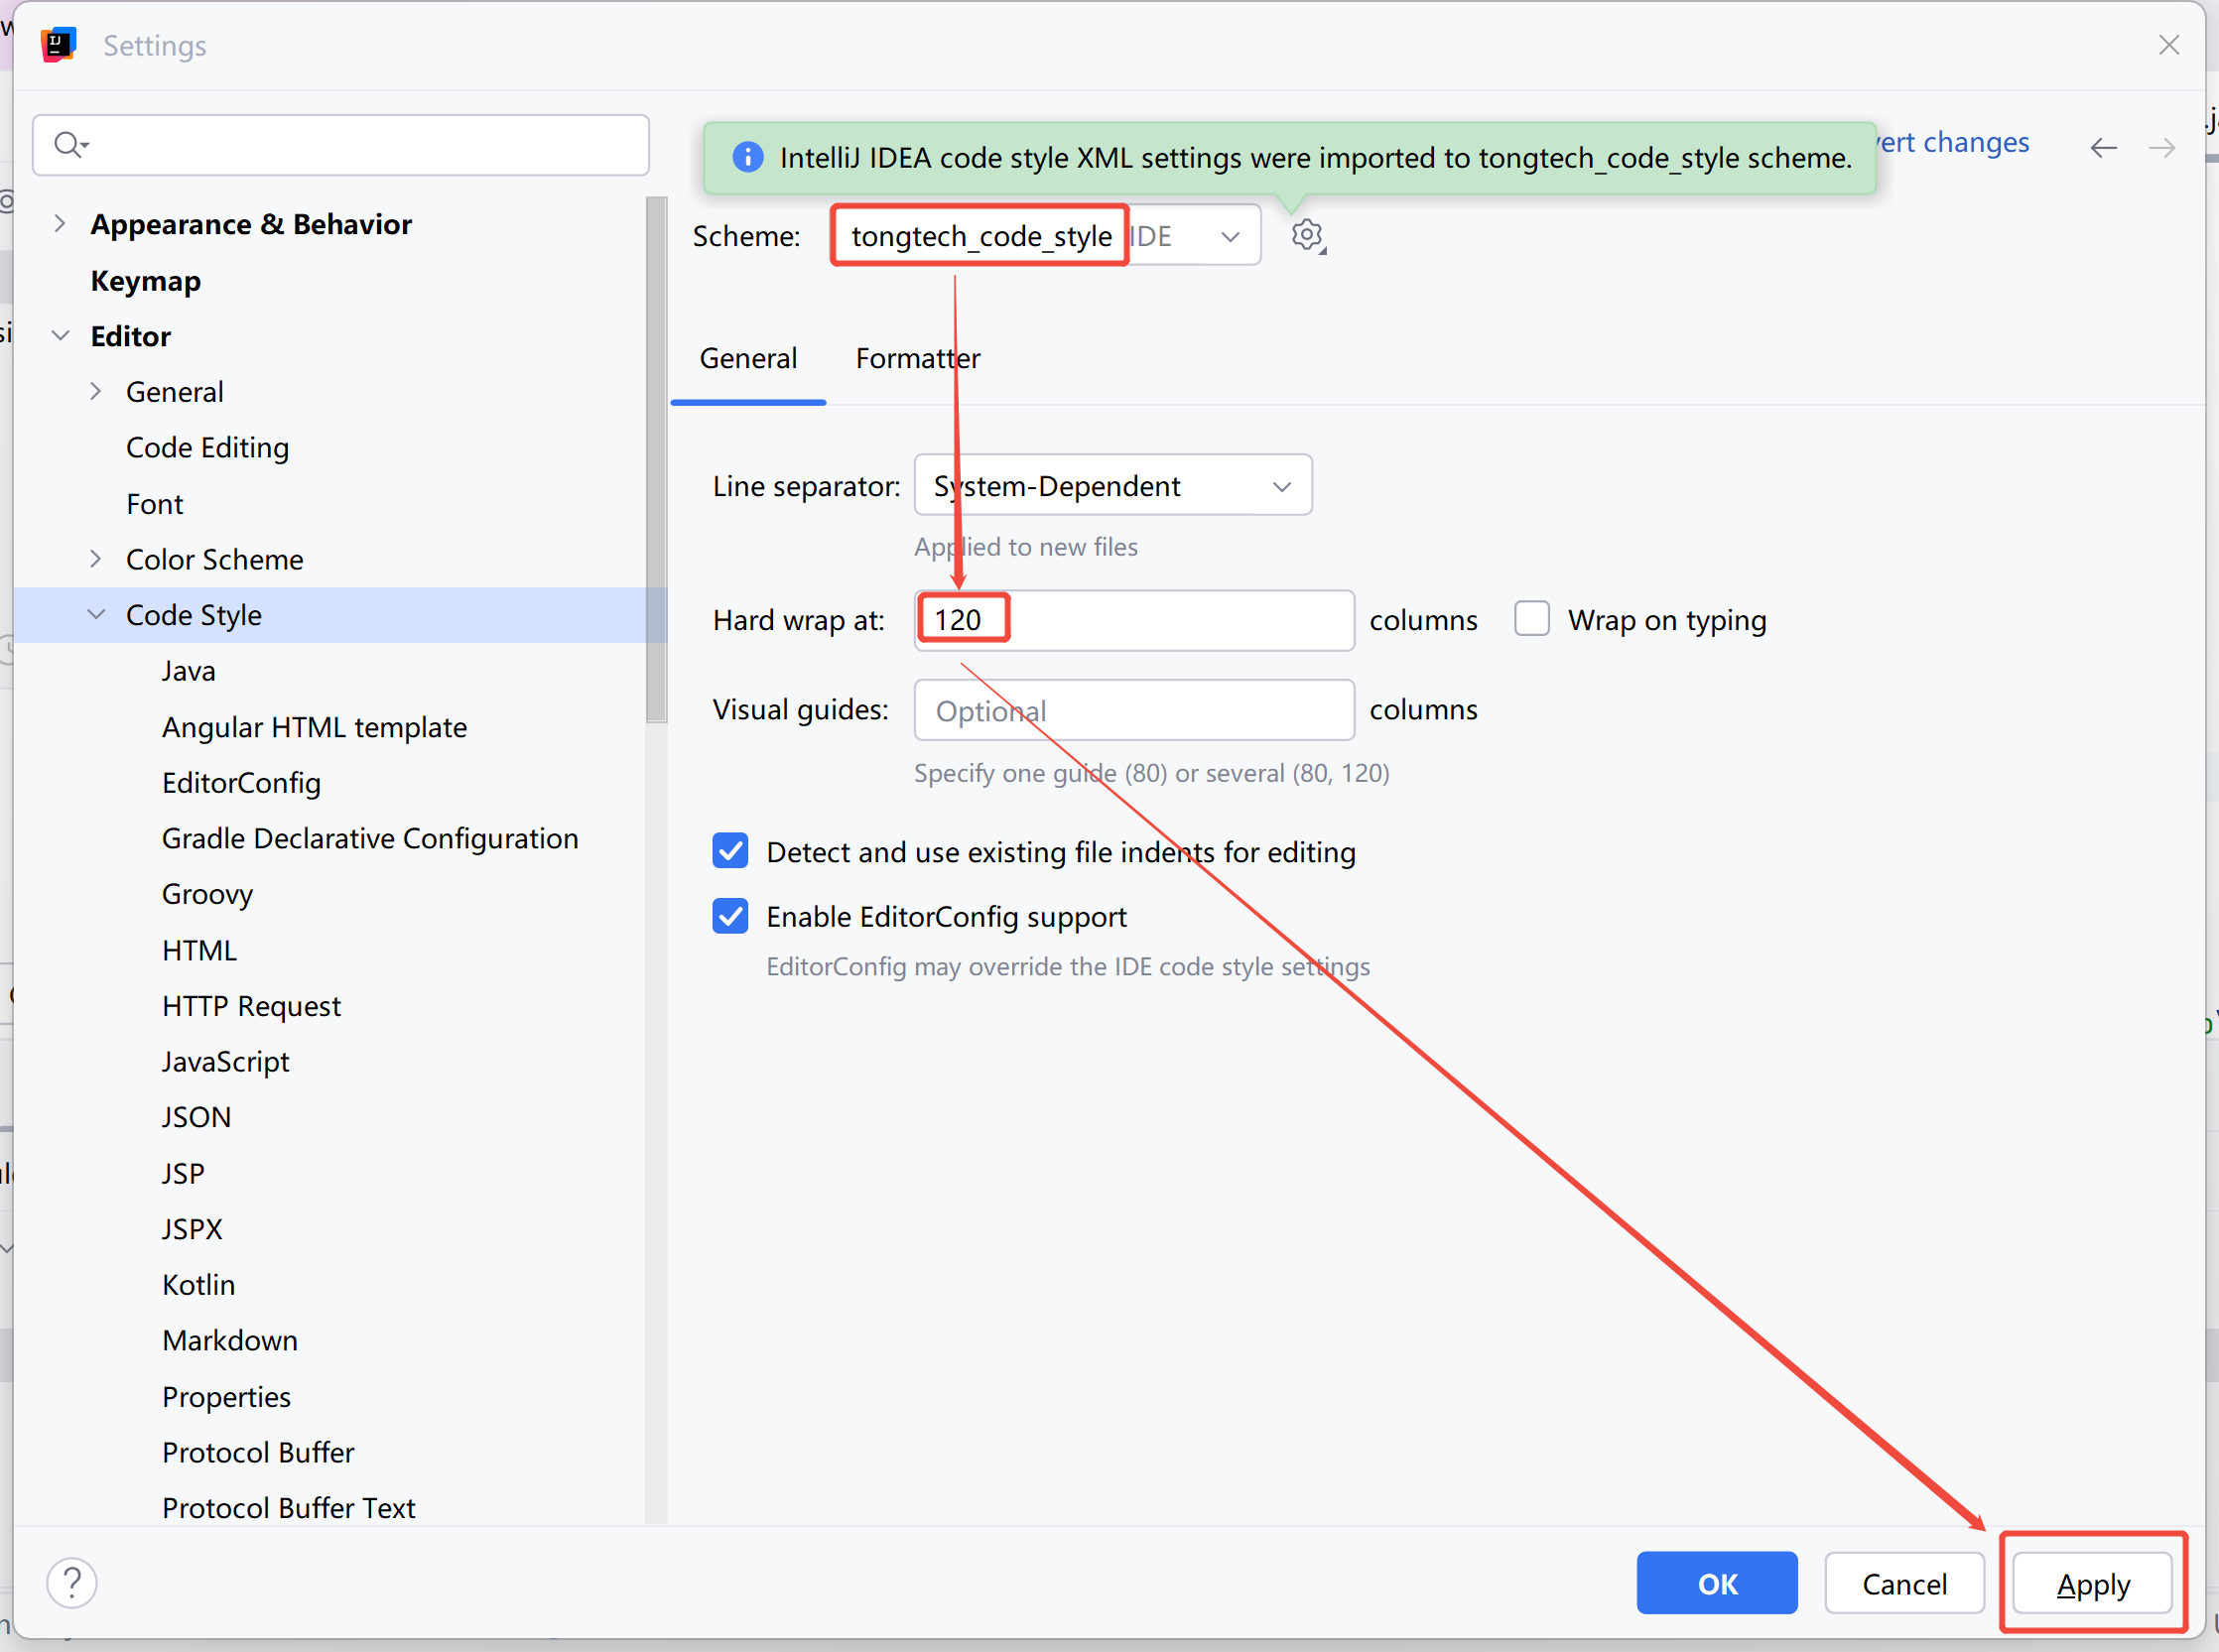 Settings
IntelliJ IDEA code style XML settings were imported to tongtech_code_style scheme.
ert changes
Scheme: tongtech_code_style IDE
General Formatter
Line separator: System-Dependent
Applied to new files
Hard wrap at: 120 columns Wrap on typing
Visual guides: Optional columns
Specify one guide (80) or several (80, 120)
Detect and use existing file indents for editing
Enable EditorConfig support
EditorConfig may override the IDE code style settings
Appearance & Behavior
Keymap
Editor
General
Code Editing
Font
Color Scheme
Code Style
Java
Angular HTML template
EditorConfig
Gradle Declarative Configuration
Groovy
HTML
HTTP Request
JavaScript
JSON
JSP
JSPX
Kotlin
Markdown
Properties
Protocol Buffer
Protocol Buffer Text
? OK Cancel Apply